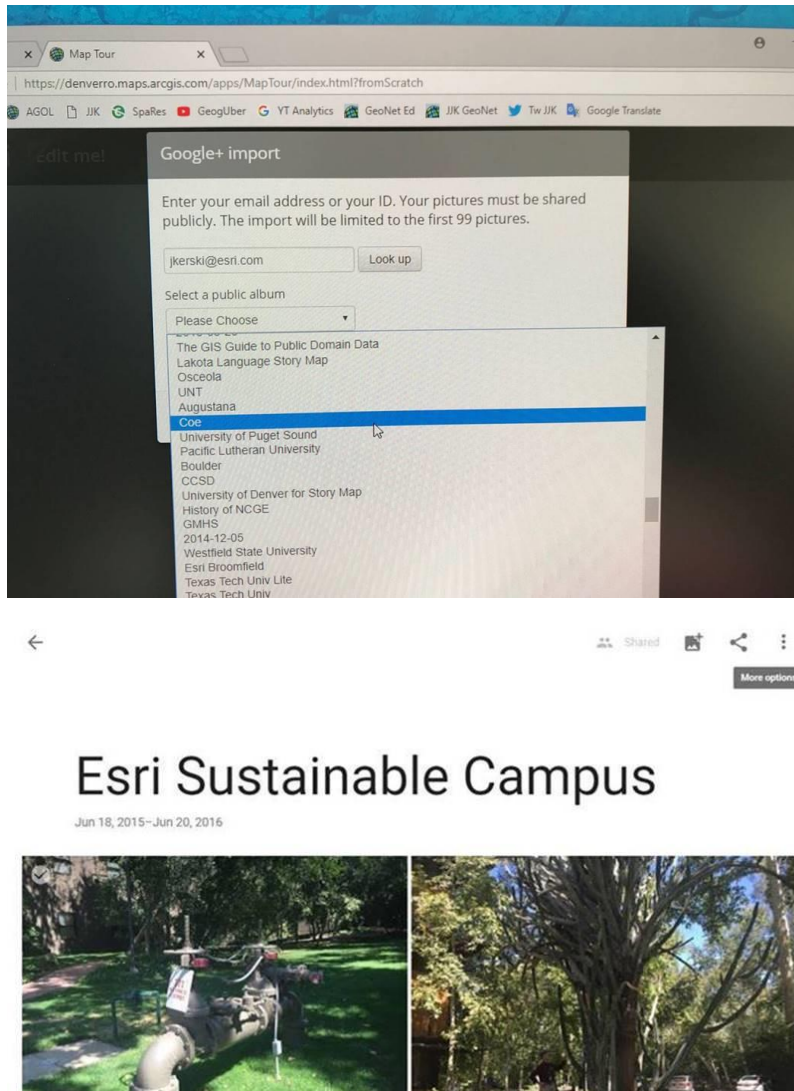 Map Tour
https://denverro.maps.arcgis.com/apps/MapTour/index.html?fromScratch
AGOL JJK SpaRes GeogUber YT Analytics GeoNet Ed JJK GeoNet Tw JJK Google Translate
Edit me!
Google+ import
Enter your email address or your ID. Your pictures must be shared
publicly. The import will be limited to the first 99 pictures.
jkerski@esri.com Look up
Select a public album
Please Choose
The GIS Guide to Public Domain Data
Lakota Language Story Map
Osceola
UNT
Augustana
Coe
University of Puget Sound
Pacific Lutheran University
Boulder
CCSD
University of Denver for Story Map
History of NCGE
GMHS
2014-12-05
Westfield State University
Esri Broomfield
Texas Tech Univ Lite
Texas Tech Univ
Shared
More options
Esri Sustainable Campus
Jun 18, 2015–Jun 20, 2016